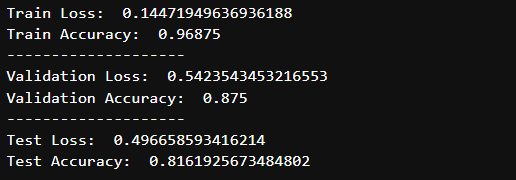 Train Loss:  0.14471949636936188
Train Accuracy:  0.96875
--------------------
Validation Loss:  0.5423543453216553
Validation Accuracy:  0.875
--------------------
Test Loss:  0.496658593416214
Test Accuracy:  0.8161925673484802